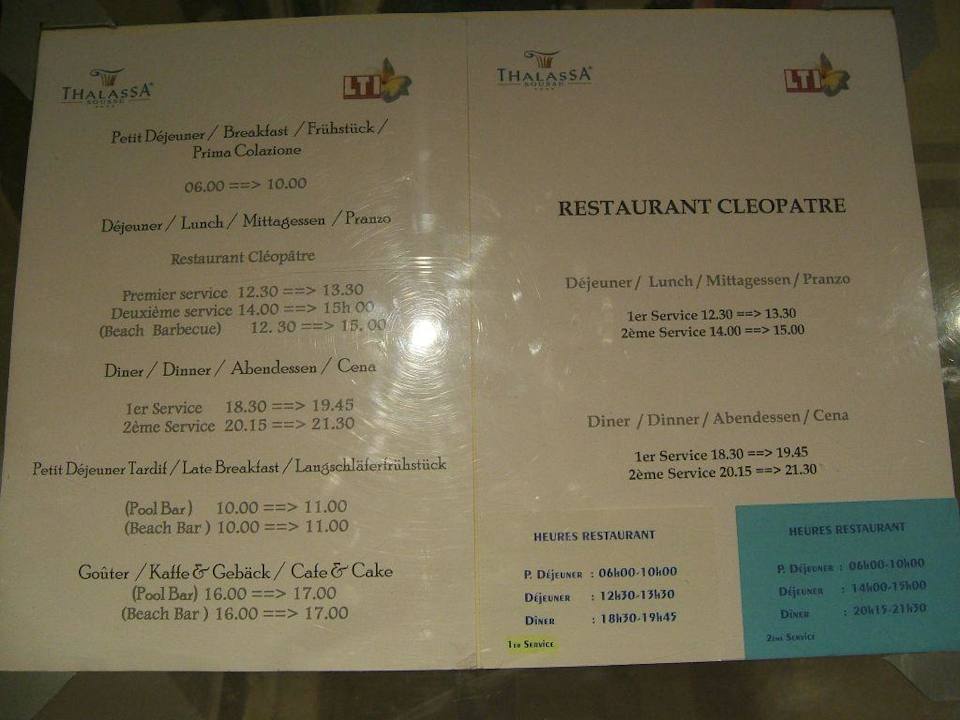 THALASSA
SOUSSE
LTI
Petit Déjeuner / Breakfast / Frühstück /
Prima Colazione
06.00 ==> 10.00
Déjeuner / Lunch / Mittagessen / Pranzo
Restaurant Cléopâtre
Premier service 12.30 ==> 13.30
Deuxième service 14.00 ==> 15h 00
(Beach Barbecue) 12. 30 ==> 15. 00
Diner / Dinner / Abendessen / Cena
1er Service 18.30 ==> 19.45
2ème Service 20.15 ==> 21.30
Petit Déjeuner Tardif / Late Breakfast / Langschläferfrühstück
(Pool Bar) 10.00 ==> 11.00
(Beach Bar ) 10.00 ==> 11.00
Goûter / Kaffe & Gebäck / Cafe & Cake
(Pool Bar) 16.00 ==> 17.00
(Beach Bar ) 16.00 ==> 17.00
THALASSA
SOUSSE
LTI
RESTAURANT CLEOPATRE
Déjeuner / Lunch / Mittagessen / Pranzo
1er Service 12.30 ==> 13.30
2ème Service 14.00 ==> 15.00
Diner / Dinner / Abendessen / Cena
1er Service 18.30 ==> 19.45
2ème Service 20.15 ==> 21.30
HEURES RESTAURANT
P. DÉJEUNER : 06H00-10H00
DÉJEUNER : 12H30-13H30
DÎNER : 18H30-19H45
1ER SERVICE
HEURES RESTAURANT
P. DÉJEUNER : 06H00-10H00
DÉJEUNER : 14H00-15H00
DÎNER : 20H15-21H30
2ÈME SERVICE